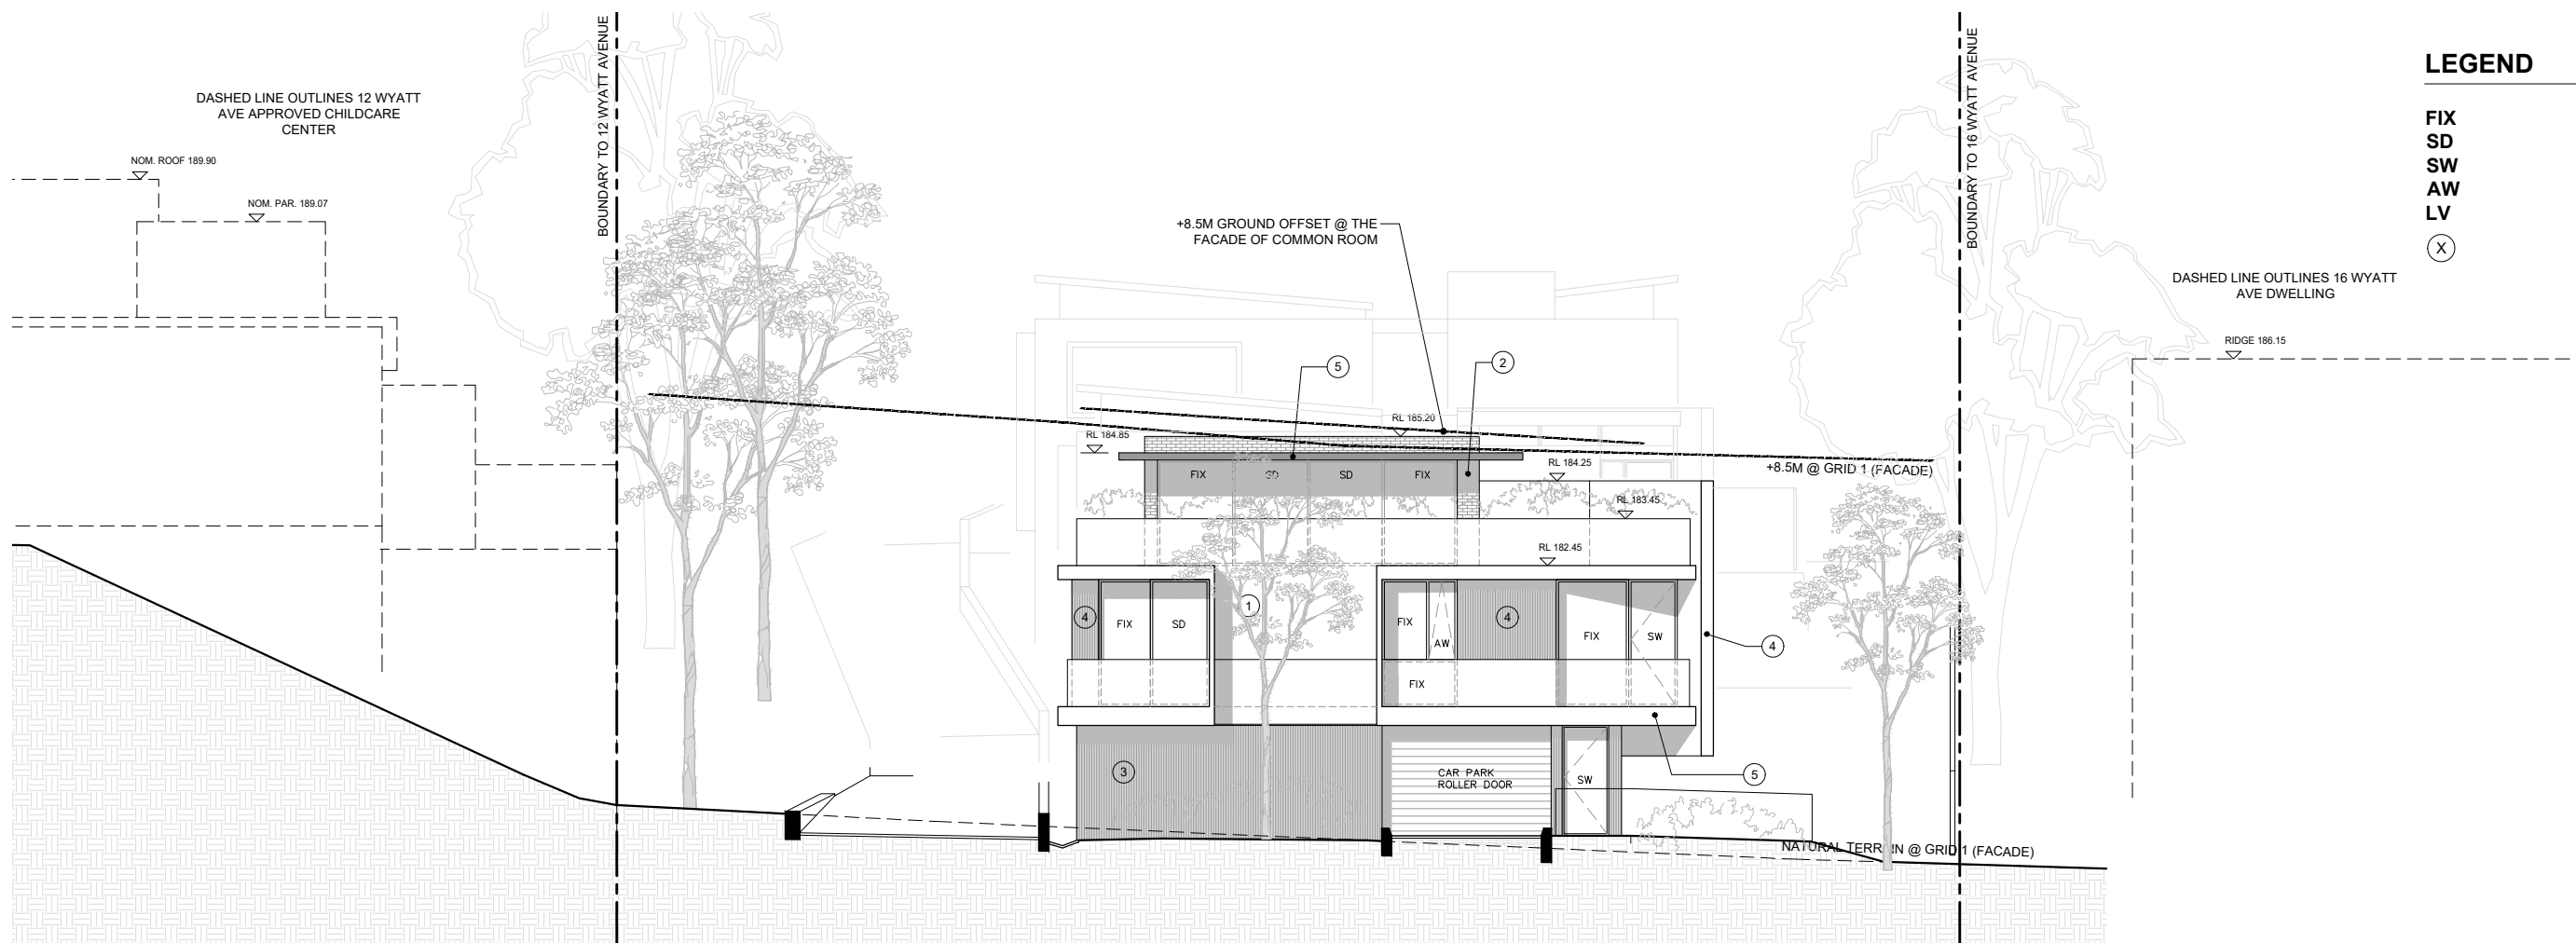 DASHED LINE OUTLINES 12 WYATT
AVE APPROVED CHILDCARE
CENTER
NOM. ROOF 189.90
NOM. PAR. 189.07
BOUNDARY TO 12 WYATT AVENUE
+8.5M GROUND OFFSET @ THE
FACADE OF COMMON ROOM
BOUNDARY TO 16 WYATT AVENUE
LEGEND
FIX
SD
SW
AW
LV
X
DASHED LINE OUTLINES 16 WYATT
AVE DWELLING
RIDGE 186.15
5
2
RL 185.20
RL 184.85
RL 184.25
+8.5M @ GRID 1 (FACADE)
FIX
SD
SD
FIX
RL 183.45
RL 182.45
4
FIX
SD
1
FIX
AW
4
FIX
SW
4
FIX
3
CAR PARK
ROLLER DOOR
SW
5
NATURAL TERRAIN @ GRID 1 (FACADE)